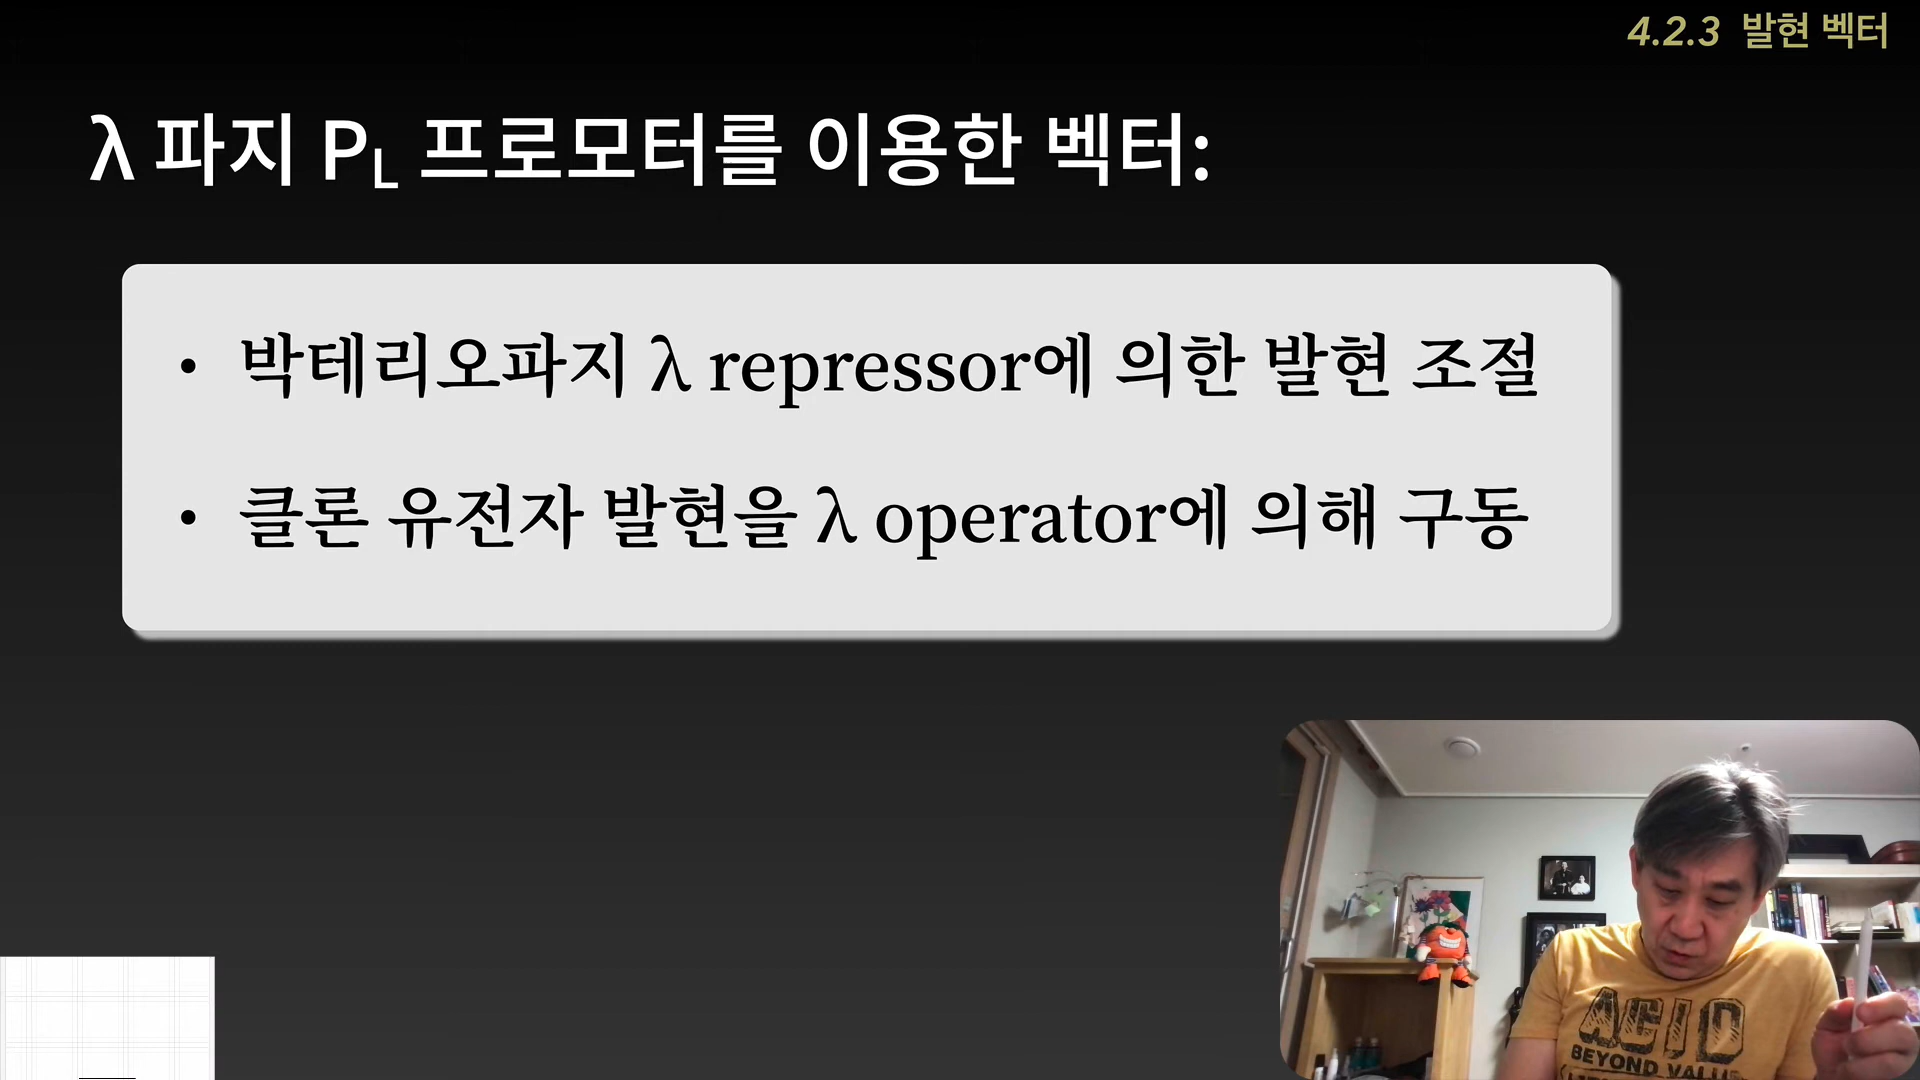 4.2.3 발현 벡터
λ 파지 PL 프로모터를 이용한 벡터:
• 박테리오파지 λ repressor에 의한 발현 조절
• 클론 유전자 발현을 λ operator에 의해 구동
ACID
BEYOND VALUE